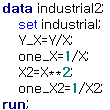 data industrial2;
set industrial;
Y_X=Y/X;
one_X=1/X;
X2=X**2;
one_X2=1/X2;
run;